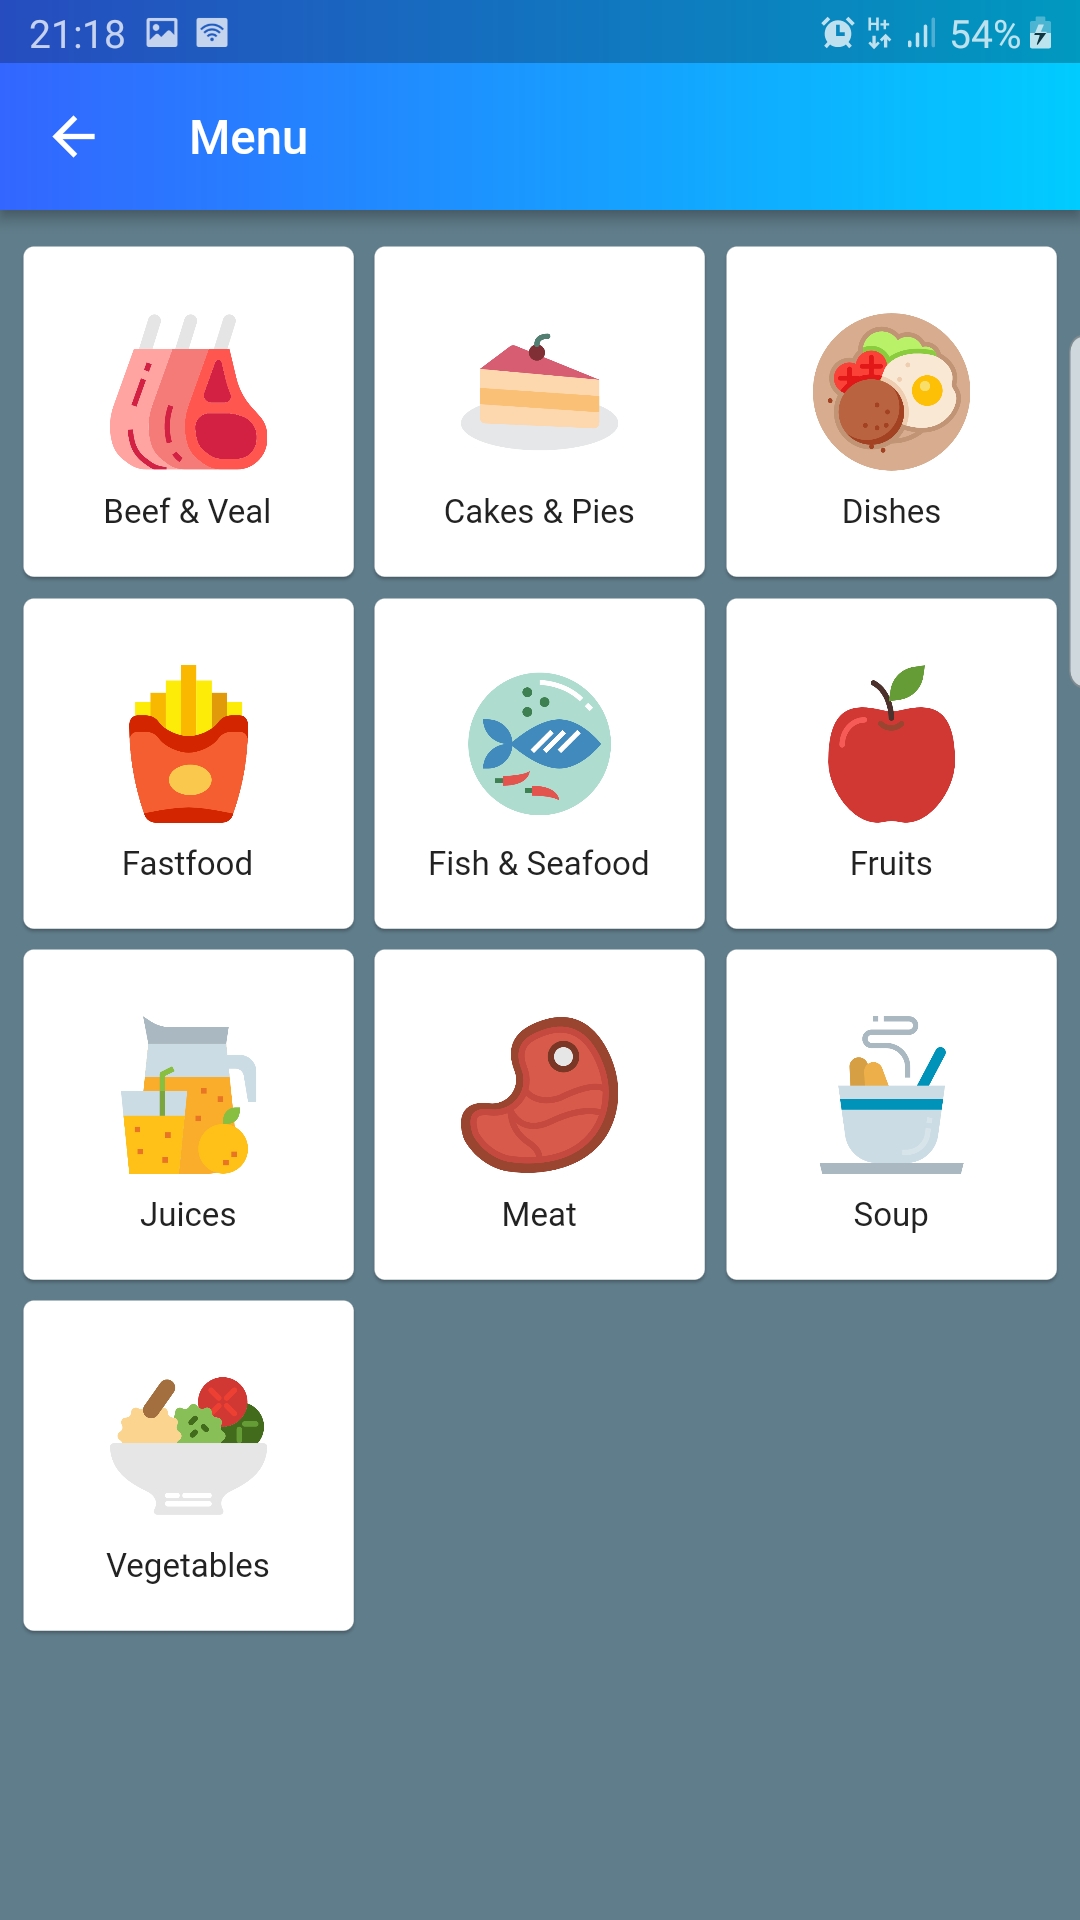 21:18 H+ 54%
Menu
Beef & Veal
Cakes & Pies
Dishes
Fastfood
Fish & Seafood
Fruits
Juices
Meat
Soup
Vegetables